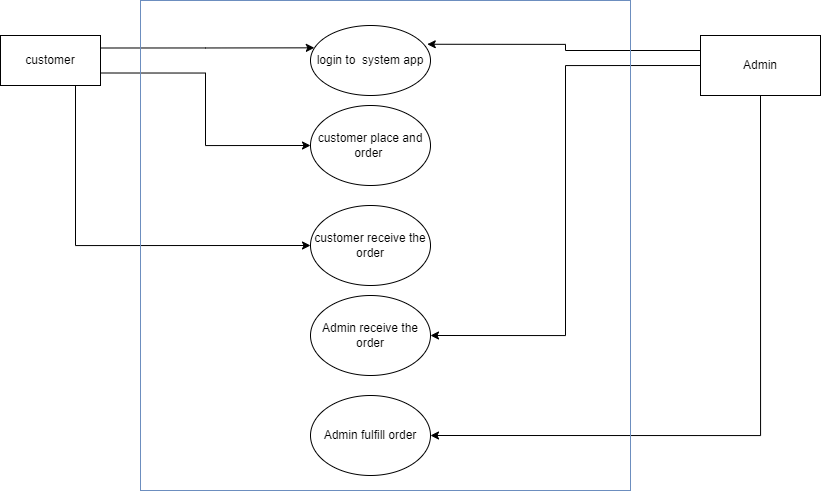 customer
login to  system app
Admin
customer place and
order
customer receive the
order
Admin receive the
order
Admin fulfill order